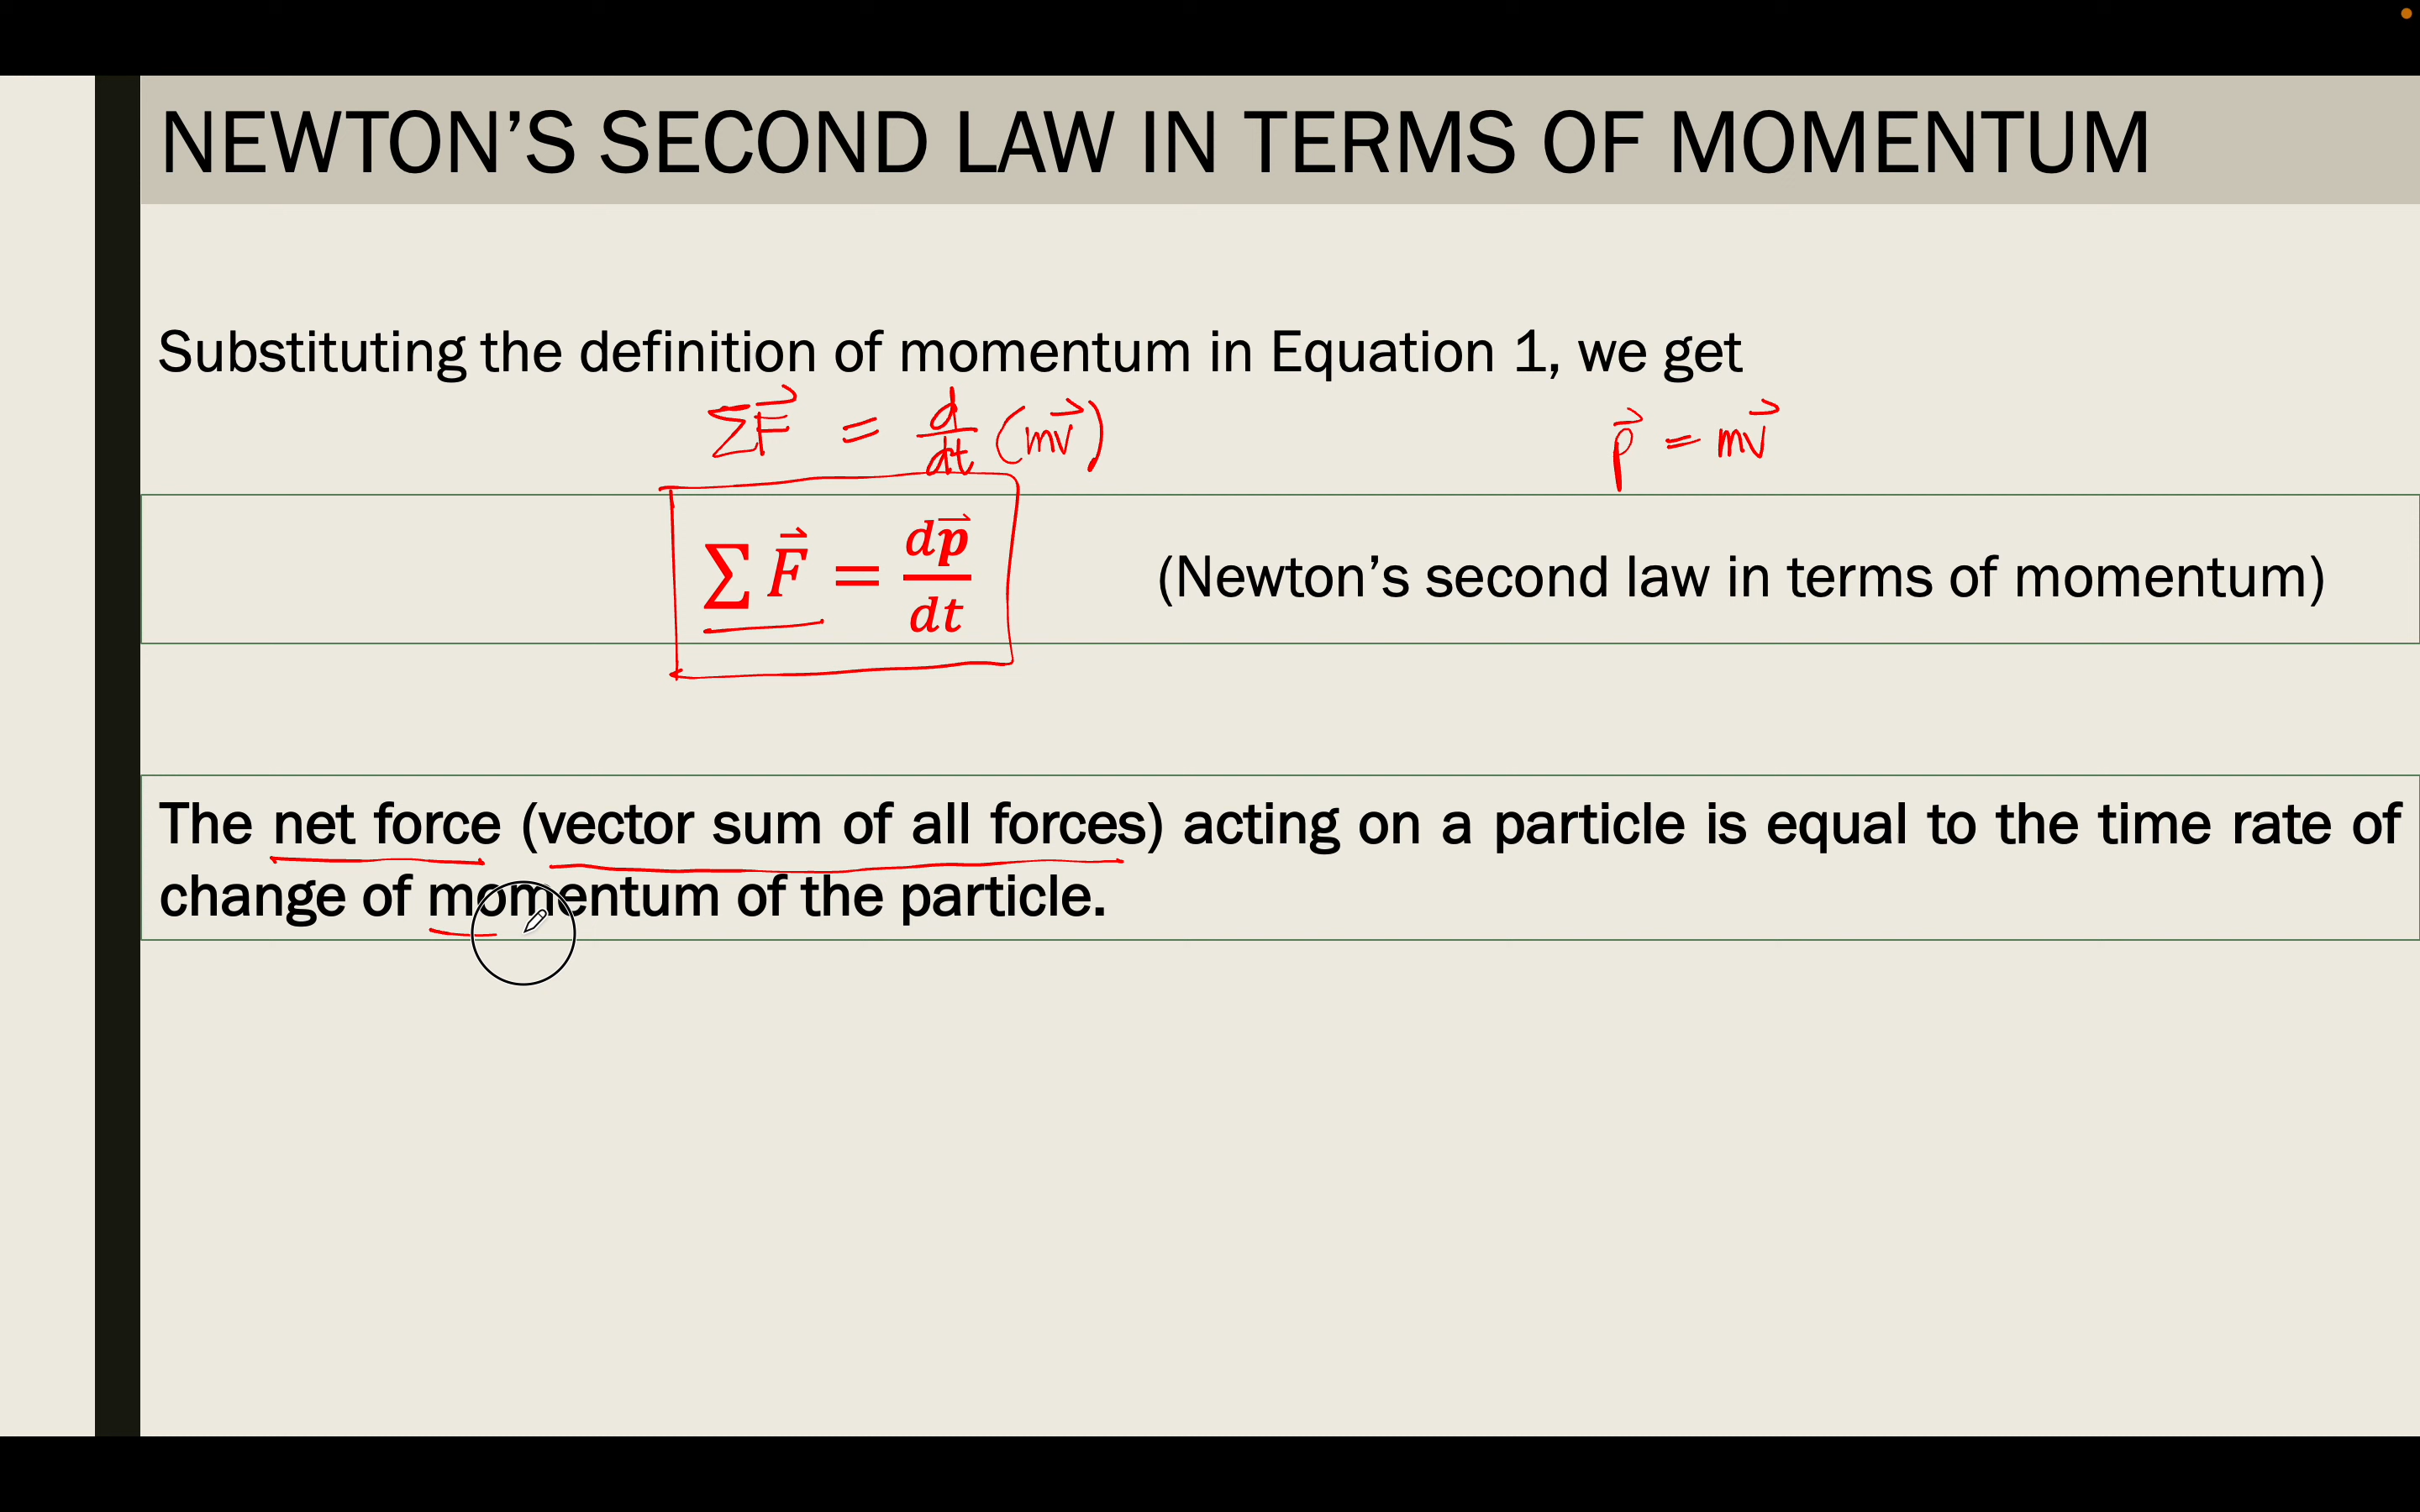 NEWTON’S SECOND LAW IN TERMS OF MOMENTUM
Substituting the definition of momentum in Equation 1, we get
ΣF⃗ = d/dt (mv⃗)
p⃗ = mv⃗
∑ F⃗ = dp⃗/dt (Newton’s second law in terms of momentum)
The net force (vector sum of all forces) acting on a particle is equal to the time rate of
change of momentum of the particle.